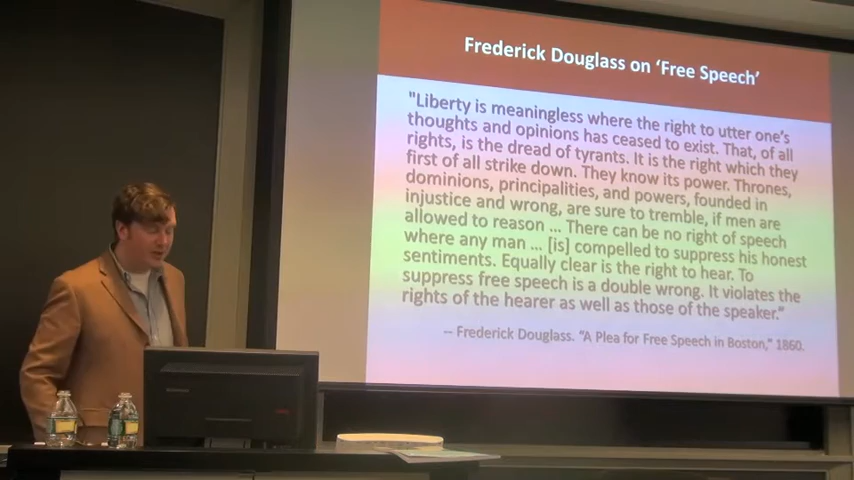 Frederick Douglass on 'Free Speech'
"Liberty is meaningless where the right to utter one's
thoughts and opinions has ceased to exist. That, of all
rights, is the dread of tyrants. It is the right which they
first of all strike down. They know its power. Thrones,
dominions, principalities, and powers, founded in
injustice and wrong, are sure to tremble, if men are
allowed to reason ... There can be no right of speech
where any man ... [is] compelled to suppress his honest
sentiments. Equally clear is the right to hear. To
suppress free speech is a double wrong. It violates the
rights of the hearer as well as those of the speaker."
-- Frederick Douglass. "A Plea for Free Speech in Boston," 1860.